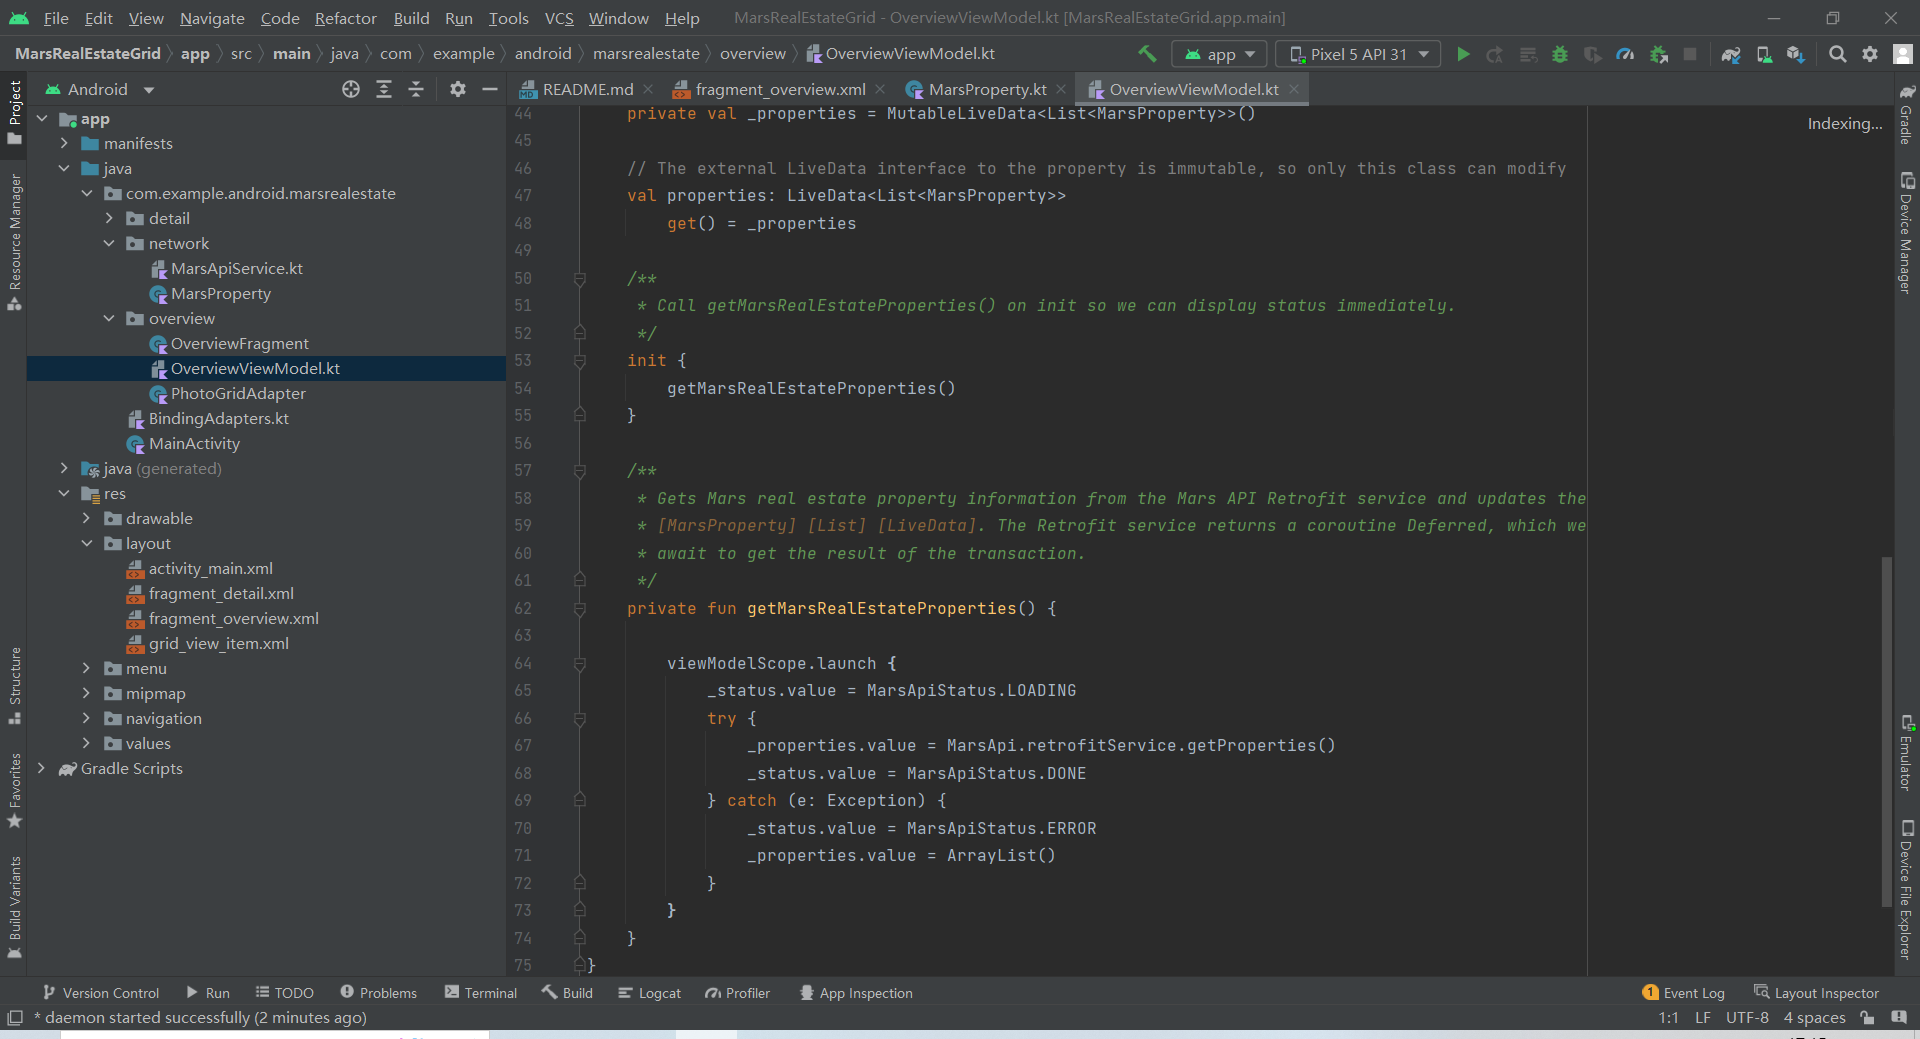 File Edit View Navigate Code Refactor Build Run Tools VCS Window Help MarsRealEstateGrid - OverviewViewModel.kt [MarsRealEstateGrid.app.main]
MarsRealEstateGrid app src main java com example android marsrealestate overview OverviewViewModel.kt app Pixel 5 API 31
Project
Resource Manager
Structure
Favorites
Build Variants
Android
app
manifests
java
com.example.android.marsrealestate
detail
network
MarsApiService.kt
MarsProperty
overview
OverviewFragment
OverviewViewModel.kt
PhotoGridAdapter
BindingAdapters.kt
MainActivity
java (generated)
res
drawable
layout
activity_main.xml
fragment_detail.xml
fragment_overview.xml
grid_view_item.xml
menu
mipmap
navigation
values
Gradle Scripts
README.md fragment_overview.xml MarsProperty.kt OverviewViewModel.kt
Indexing...
44 private val _properties = MutableLiveData<List<MarsProperty>>()
45
46 // The external LiveData interface to the property is immutable, so only this class can modify
47 val properties: LiveData<List<MarsProperty>>
48 get() = _properties
49
50 /**
51 * Call getMarsRealEstateProperties() on init so we can display status immediately.
52 */
53 init {
54 getMarsRealEstateProperties()
55 }
56
57 /**
58 * Gets Mars real estate property information from the Mars API Retrofit service and updates the
59 * [MarsProperty] [List] [LiveData]. The Retrofit service returns a coroutine Deferred, which we
60 * await to get the result of the transaction.
61 */
62 private fun getMarsRealEstateProperties() {
63
64 viewModelScope.launch {
65 _status.value = MarsApiStatus.LOADING
66 try {
67 _properties.value = MarsApi.retrofitService.getProperties()
68 _status.value = MarsApiStatus.DONE
69 } catch (e: Exception) {
70 _status.value = MarsApiStatus.ERROR
71 _properties.value = ArrayList()
72 }
73 }
74 }
75 }
Gradle
Device Manager
Emulator
Device File Explorer
Version Control Run TODO Problems Terminal Build Logcat Profiler App Inspection 1 Event Log Layout Inspector
* daemon started successfully (2 minutes ago) 1:1 LF UTF-8 4 spaces